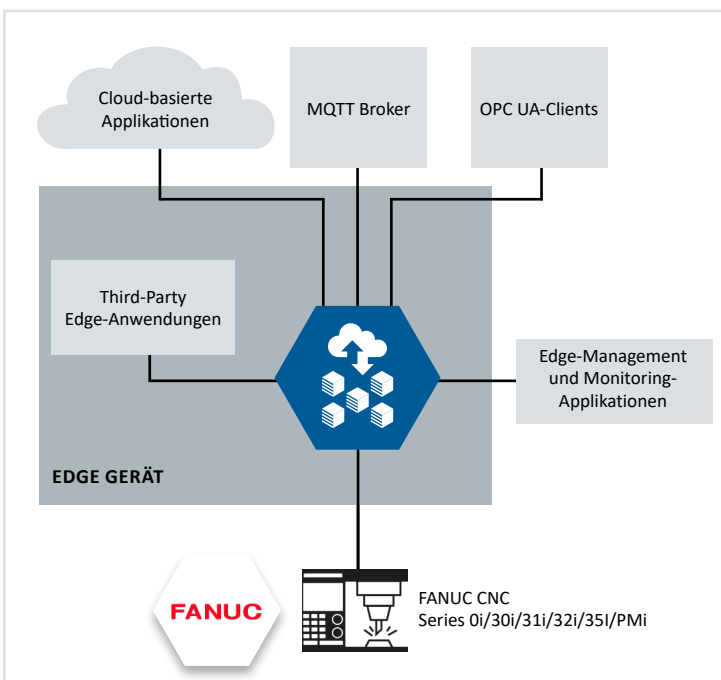 Cloud-basierte
Applikationen
MQTT Broker
OPC UA-Clients
Third-Party
Edge-Anwendungen
Edge-Management
und Monitoring-
Applikationen
EDGE GERÄT
FANUC
FANUC CNC
Series 0i/30i/31i/32i/35I/PMi